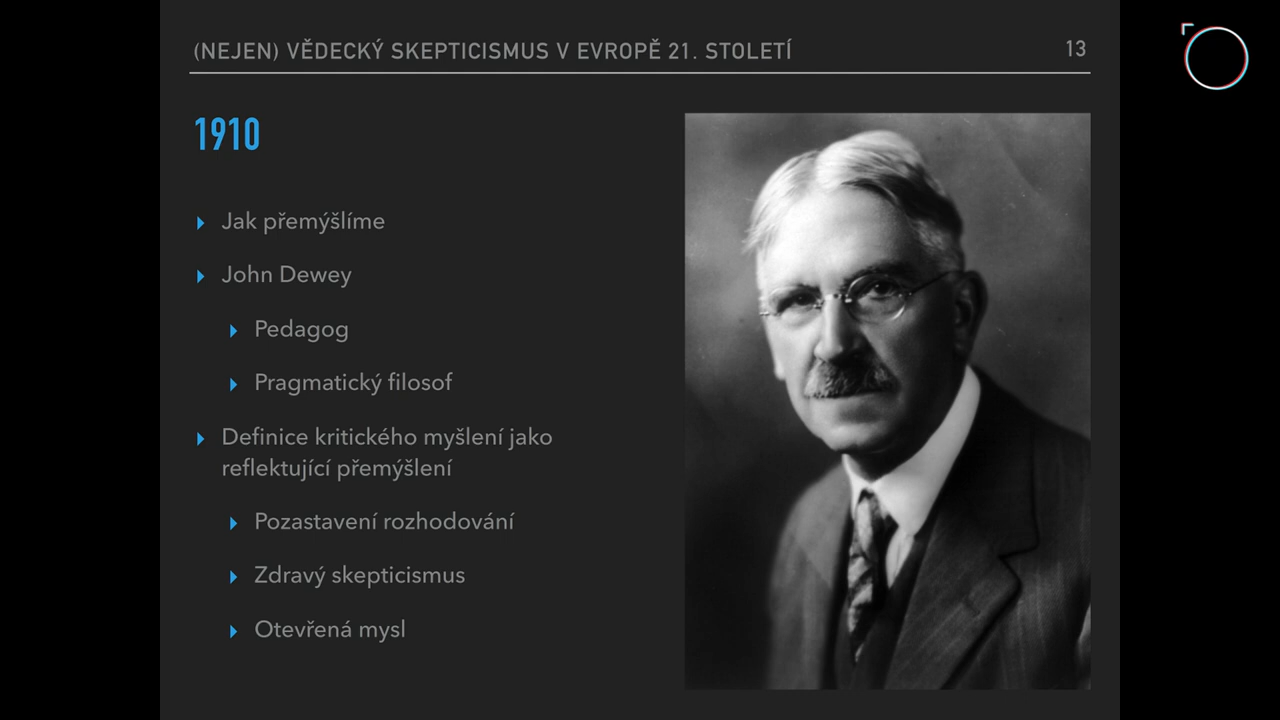 (NEJEN) VĚDECKÝ SKEPTICISMUS V EVROPĚ 21. STOLETÍ
13
1910
Jak přemýšlíme
John Dewey
Pedagog
Pragmatický filosof
Definice kritického myšlení jako
reflektující přemýšlení
Pozastavení rozhodování
Zdravý skepticismus
Otevřená mysl